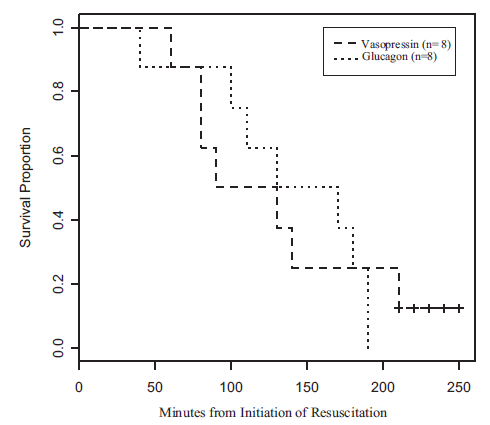 Vasopressin (n= 8)
Glucagon (n=8)
Survival Proportion
1.0
0.8
0.6
0.4
0.2
0.0
0 50 100 150 200 250
Minutes from Initiation of Resuscitation